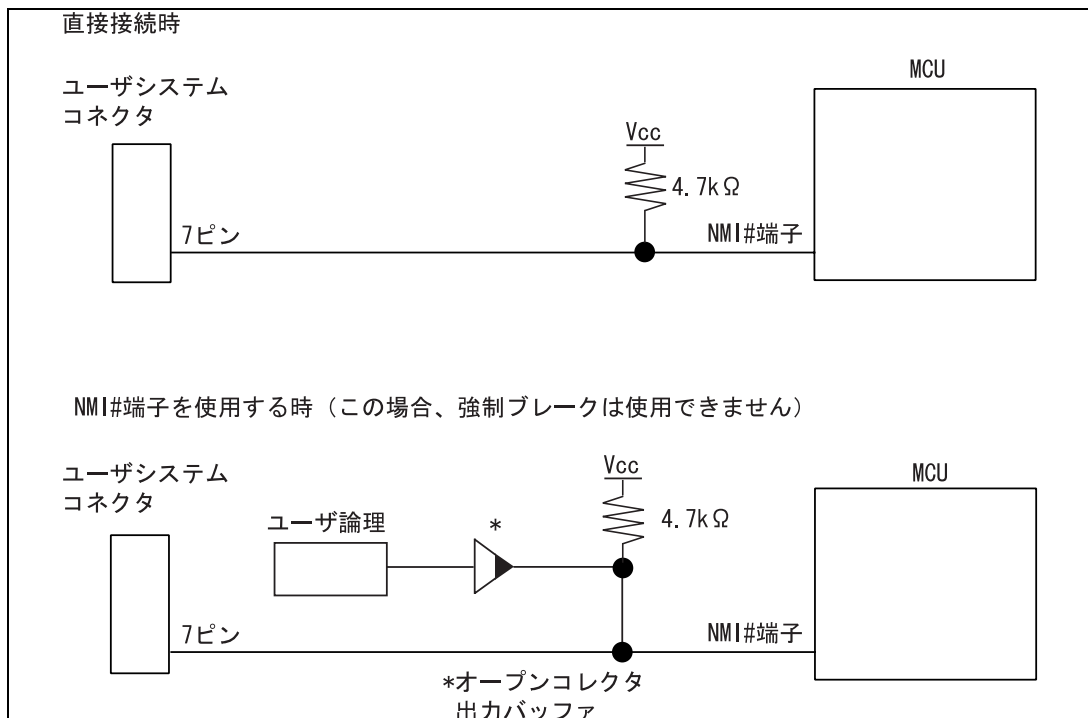 直接接続時
ユーザシステム
コネクタ
MCU
Vcc
4.7kΩ
7ピン
NMI#端子
NMI#端子を使用する時（この場合、強制ブレークは使用できません）
ユーザシステム
コネクタ
MCU
Vcc
4.7kΩ
ユーザ論理
*
7ピン
NMI#端子
*オープンコレクタ
出力バッファ